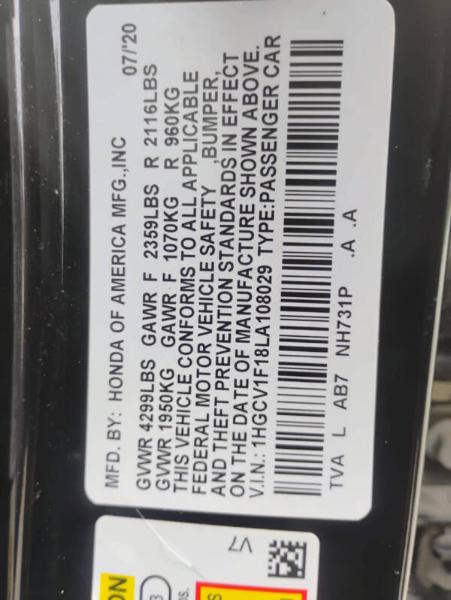 MFD. BY: HONDA OF AMERICA MFG.,INC 07/'20
GVWR 4299LBS GAWR F 2359LBS R 2116LBS
GVWR 1950KG GAWR F 1070KG R 960KG
THIS VEHICLE CONFORMS TO ALL APPLICABLE
FEDERAL MOTOR VEHICLE SAFETY ,BUMPER,
AND THEFT PREVENTION STANDARDS IN EFFECT
ON THE DATE OF MANUFACTURE SHOWN ABOVE.
V.I.N.: 1HGCV1F18LA108029 TYPE:PASSENGER CAR
TVA L AB7 NH731P .A .A
V7
ON
3
s.
S